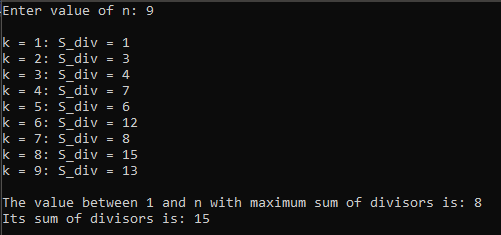 Enter value of n: 9
k = 1: S_div = 1
k = 2: S_div = 3
k = 3: S_div = 4
k = 4: S_div = 7
k = 5: S_div = 6
k = 6: S_div = 12
k = 7: S_div = 8
k = 8: S_div = 15
k = 9: S_div = 13
The value between 1 and n with maximum sum of divisors is: 8
Its sum of divisors is: 15